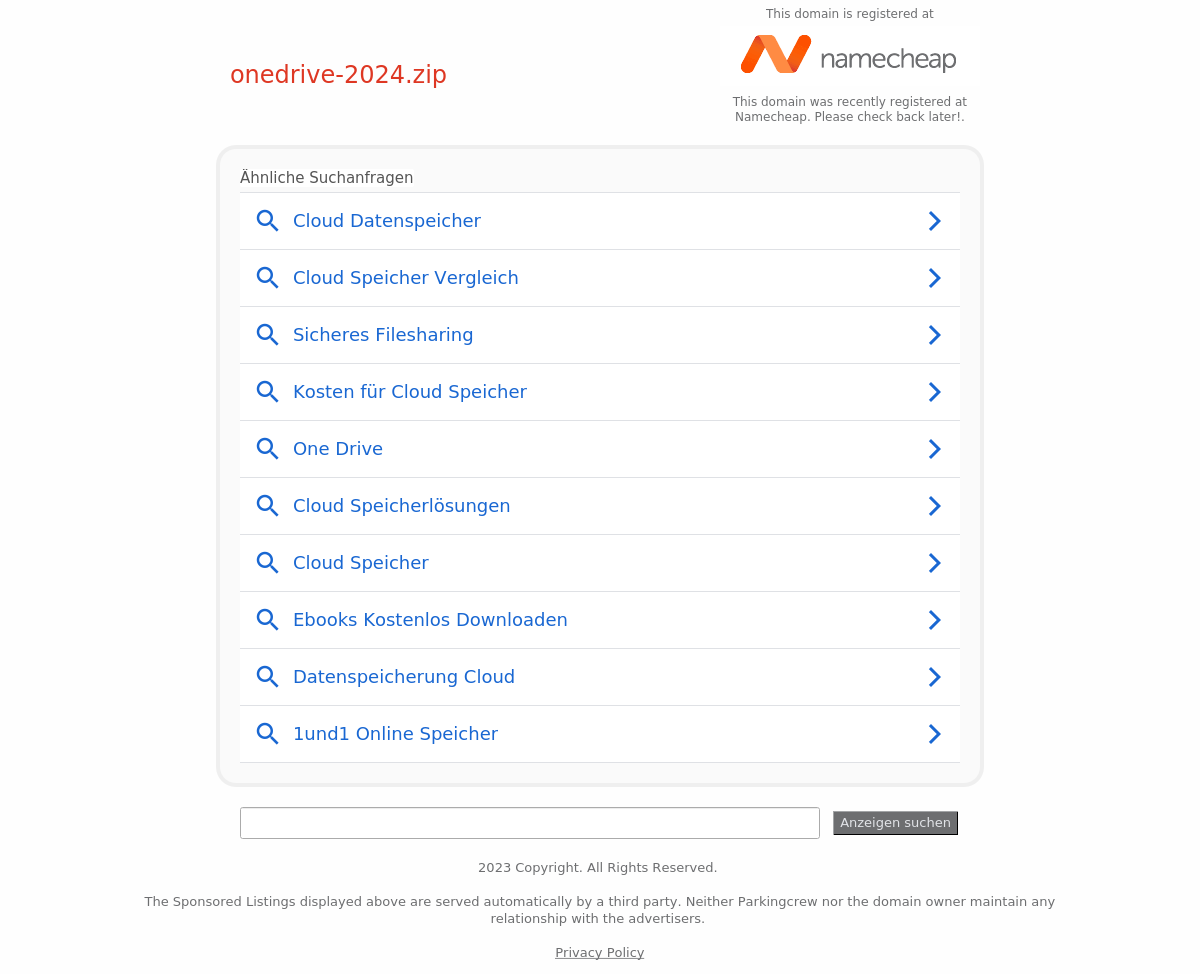 This domain is registered at
namecheap
onedrive-2024.zip
This domain was recently registered at
Namecheap. Please check back later!.
Ähnliche Suchanfragen
Cloud Datenspeicher
Cloud Speicher Vergleich
Sicheres Filesharing
Kosten für Cloud Speicher
One Drive
Cloud Speicherlösungen
Cloud Speicher
Ebooks Kostenlos Downloaden
Datenspeicherung Cloud
1und1 Online Speicher
Anzeigen suchen
2023 Copyright. All Rights Reserved.
The Sponsored Listings displayed above are served automatically by a third party. Neither Parkingcrew nor the domain owner maintain any
relationship with the advertisers.
Privacy Policy